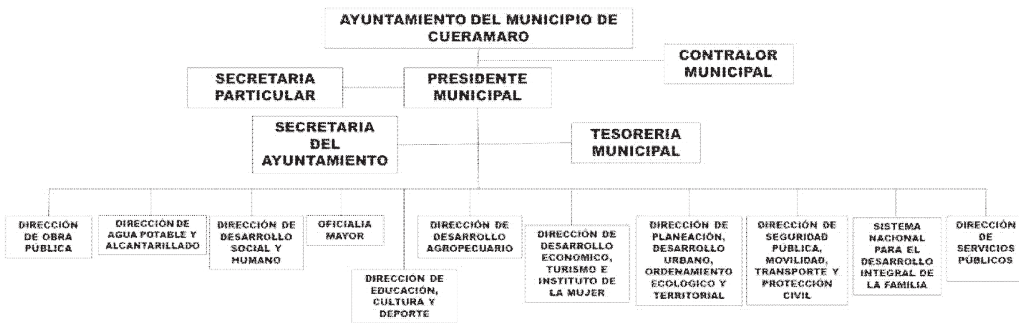 AYUNTAMIENTO DEL MUNICIPIO DE
CUERAMARO
CONTRALOR
MUNICIPAL
SECRETARIA
PARTICULAR
PRESIDENTE
MUNICIPAL
SECRETARIA
DEL
AYUNTAMIENTO
TESORERIA
MUNICIPAL
DIRECCIÓN
DE OBRA
PÚBLICA
DIRECCIÓN DE
AGUA POTABLE Y
ALCANTARILLADO
DIRECCIÓN DE
DESARROLLO
SOCIAL Y
HUMANO
OFICIALIA
MAYOR
DIRECCIÓN DE
EDUCACIÓN,
CULTURA Y
DEPORTE
DIRECCIÓN DE
DESARROLLO
AGROPECUARIO
DIRECCIÓN DE
DESARROLLO
ECONOMICO,
TURISMO E
INSTITUTO DE
LA MUJER
DIRECCIÓN DE
PLANEACIÓN,
DESARROLLO
URBANO,
ORDENAMIENTO
ECOLOGICO Y
TERRITORIAL
DIRECCIÓN DE
SEGURIDAD
PÚBLICA,
MOVILIDAD,
TRANSPORTE Y
PROTECCIÓN
CIVIL
SISTEMA
NACIONAL
PARA EL
DESARROLLO
INTEGRAL DE
LA FAMILIA
DIRECCIÓN
DE
SERVICIOS
PÚBLICOS